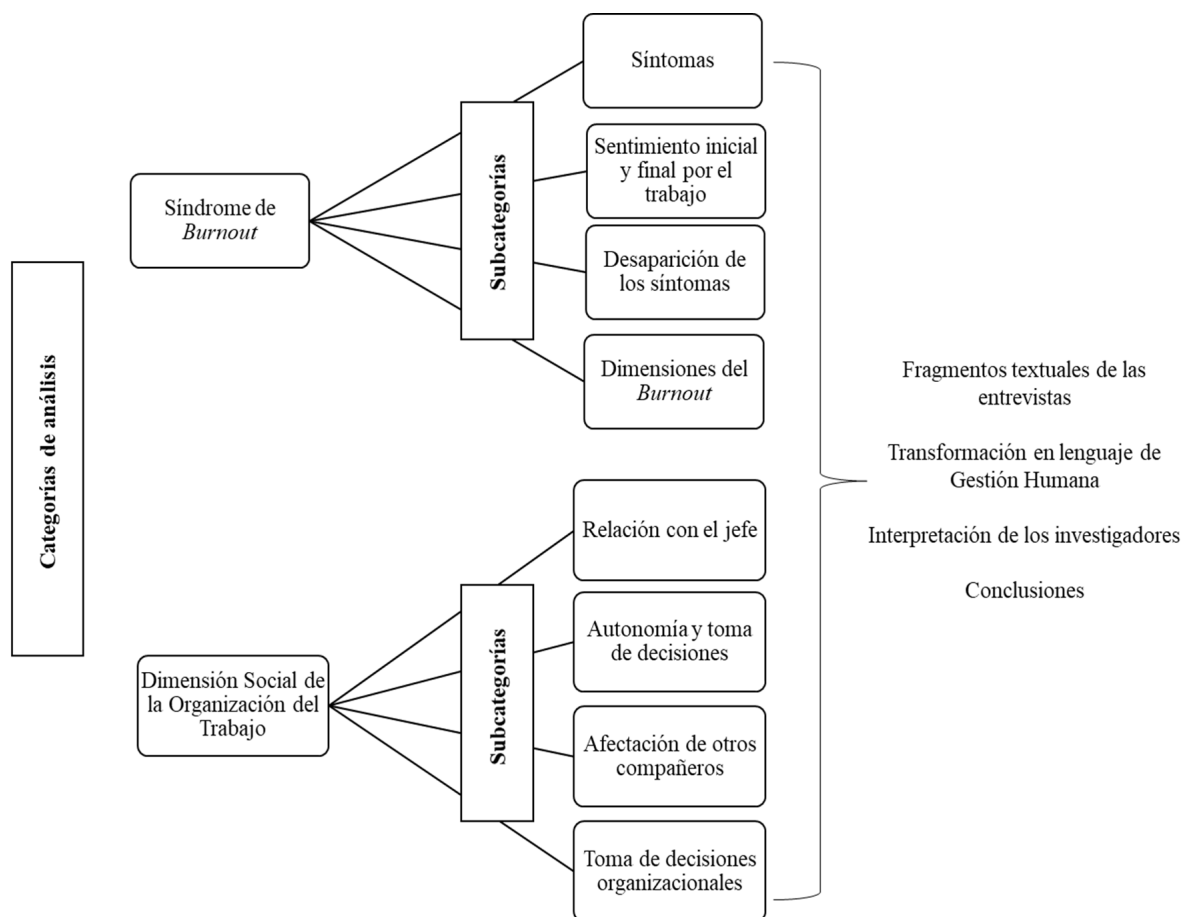 Categorías de análisis
Síndrome de
Burnout
Subcategorías
Síntomas
Sentimiento inicial
y final por el
trabajo
Desaparición de
los síntomas
Dimensiones del
Burnout
Dimensión Social de
la Organización del
Trabajo
Subcategorías
Relación con el jefe
Autonomía y toma
de decisiones
Afectación de otros
compañeros
Toma de decisiones
organizacionales
Fragmentos textuales de las
entrevistas
Transformación en lenguaje de
Gestión Humana
Interpretación de los investigadores
Conclusiones